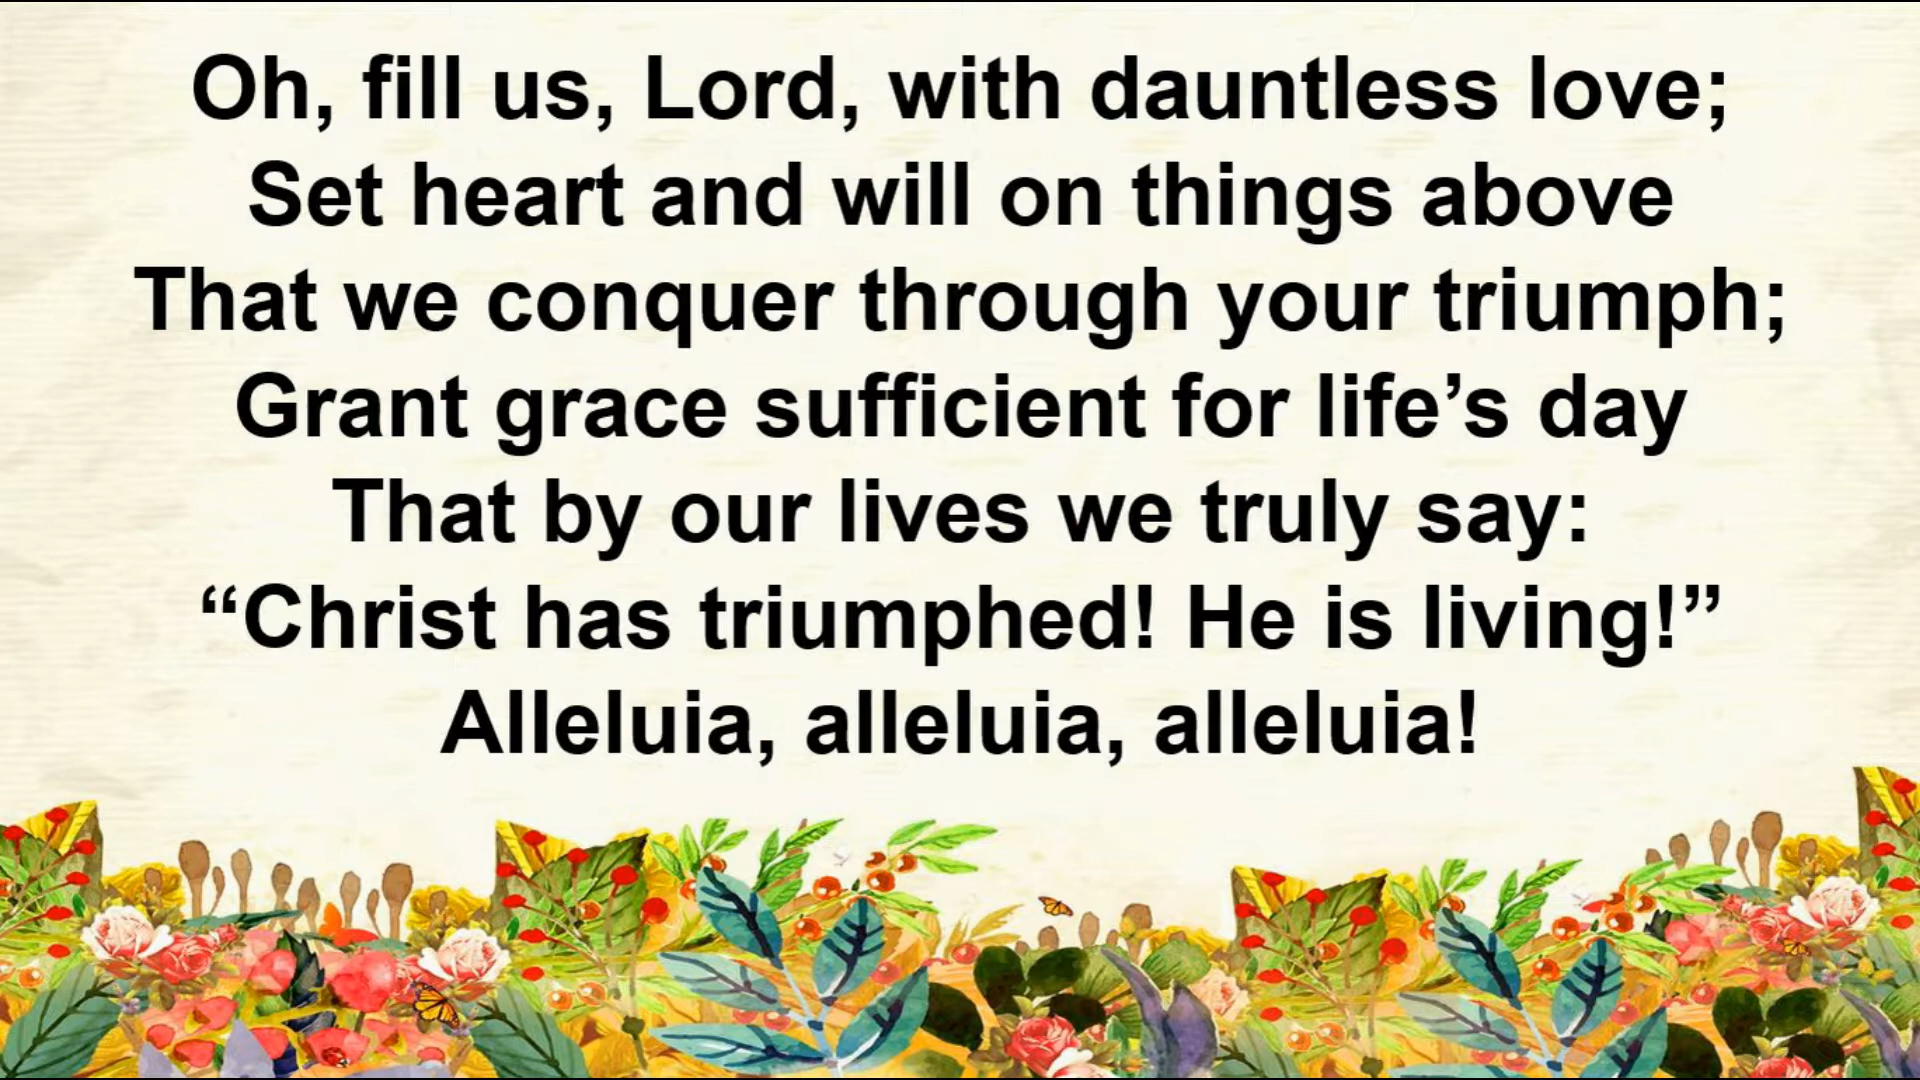 Oh, fill us, Lord, with dauntless love;
Set heart and will on things above
That we conquer through your triumph;
Grant grace sufficient for life’s day
That by our lives we truly say:
“Christ has triumphed! He is living!”
Alleluia, alleluia, alleluia!